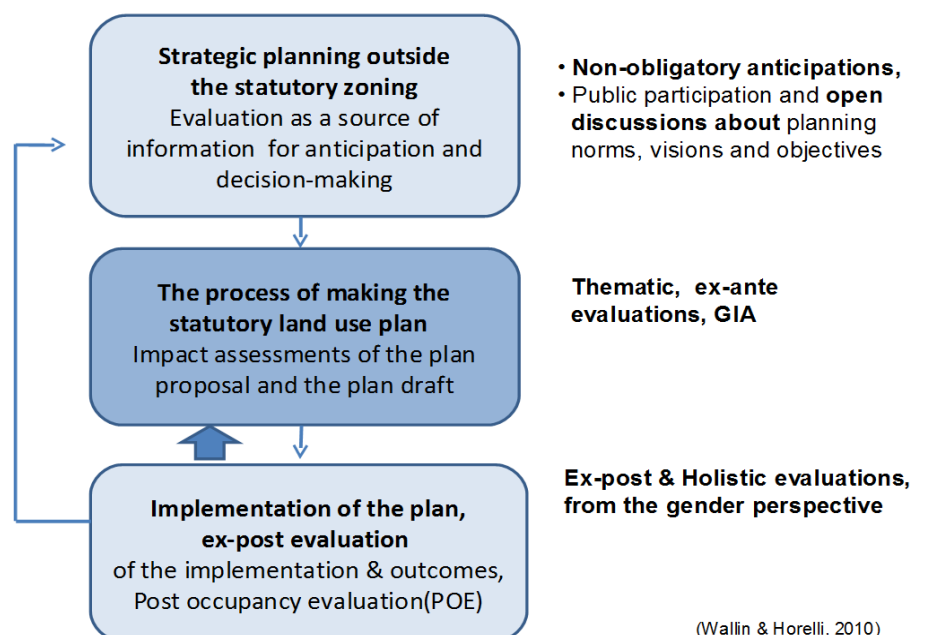 Strategic planning outside
the statutory zoning
Evaluation as a source of
information for anticipation and
decision-making
• Non-obligatory anticipations,
• Public participation and open
discussions about planning
norms, visions and objectives
The process of making the
statutory land use plan
Impact assessments of the plan
proposal and the plan draft
Thematic, ex-ante
evaluations, GIA
Implementation of the plan,
ex-post evaluation
of the implementation & outcomes,
Post occupancy evaluation(POE)
Ex-post & Holistic evaluations,
from the gender perspective
(Wallin & Horelli, 2010)